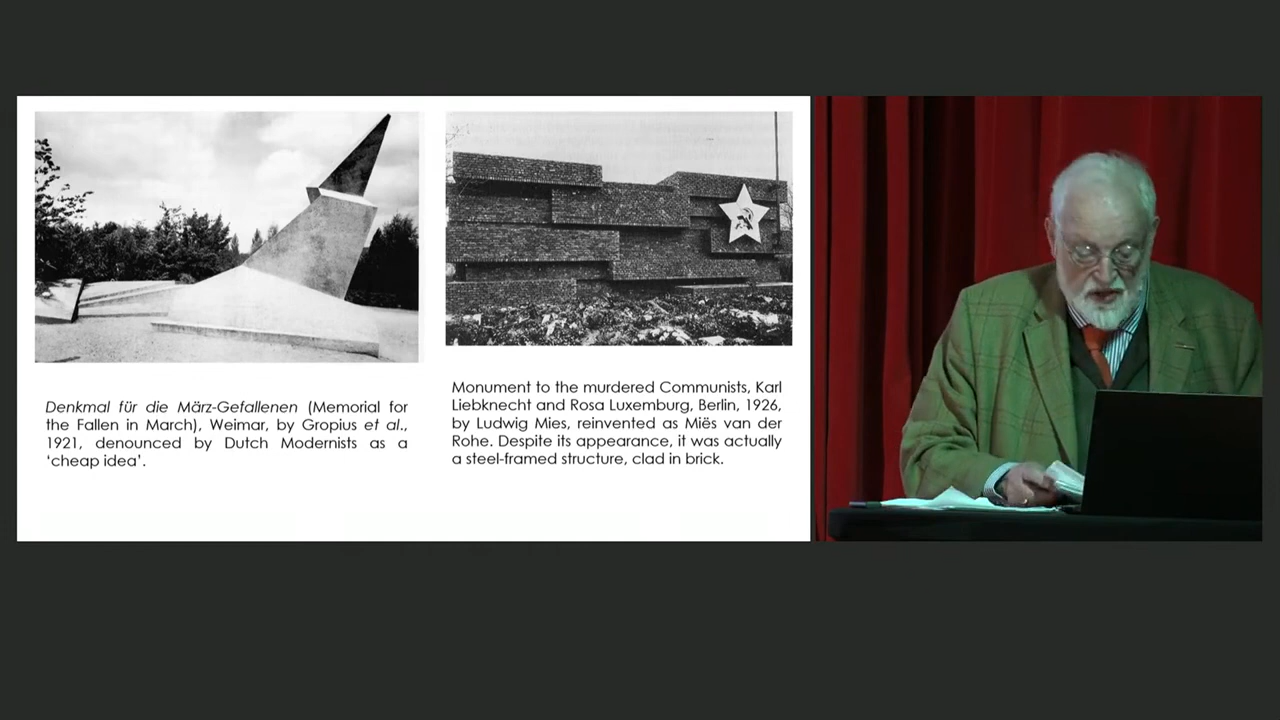 Denkmal für die März-Gefallenen (Memorial for
the Fallen in March), Weimar, by Gropius et al.,
1921, denounced by Dutch Modernists as a
‘cheap idea’.
Monument to the murdered Communists, Karl
Liebknecht and Rosa Luxemburg, Berlin, 1926,
by Ludwig Mies, reinvented as Miës van der
Rohe. Despite its appearance, it was actually
a steel-framed structure, clad in brick.